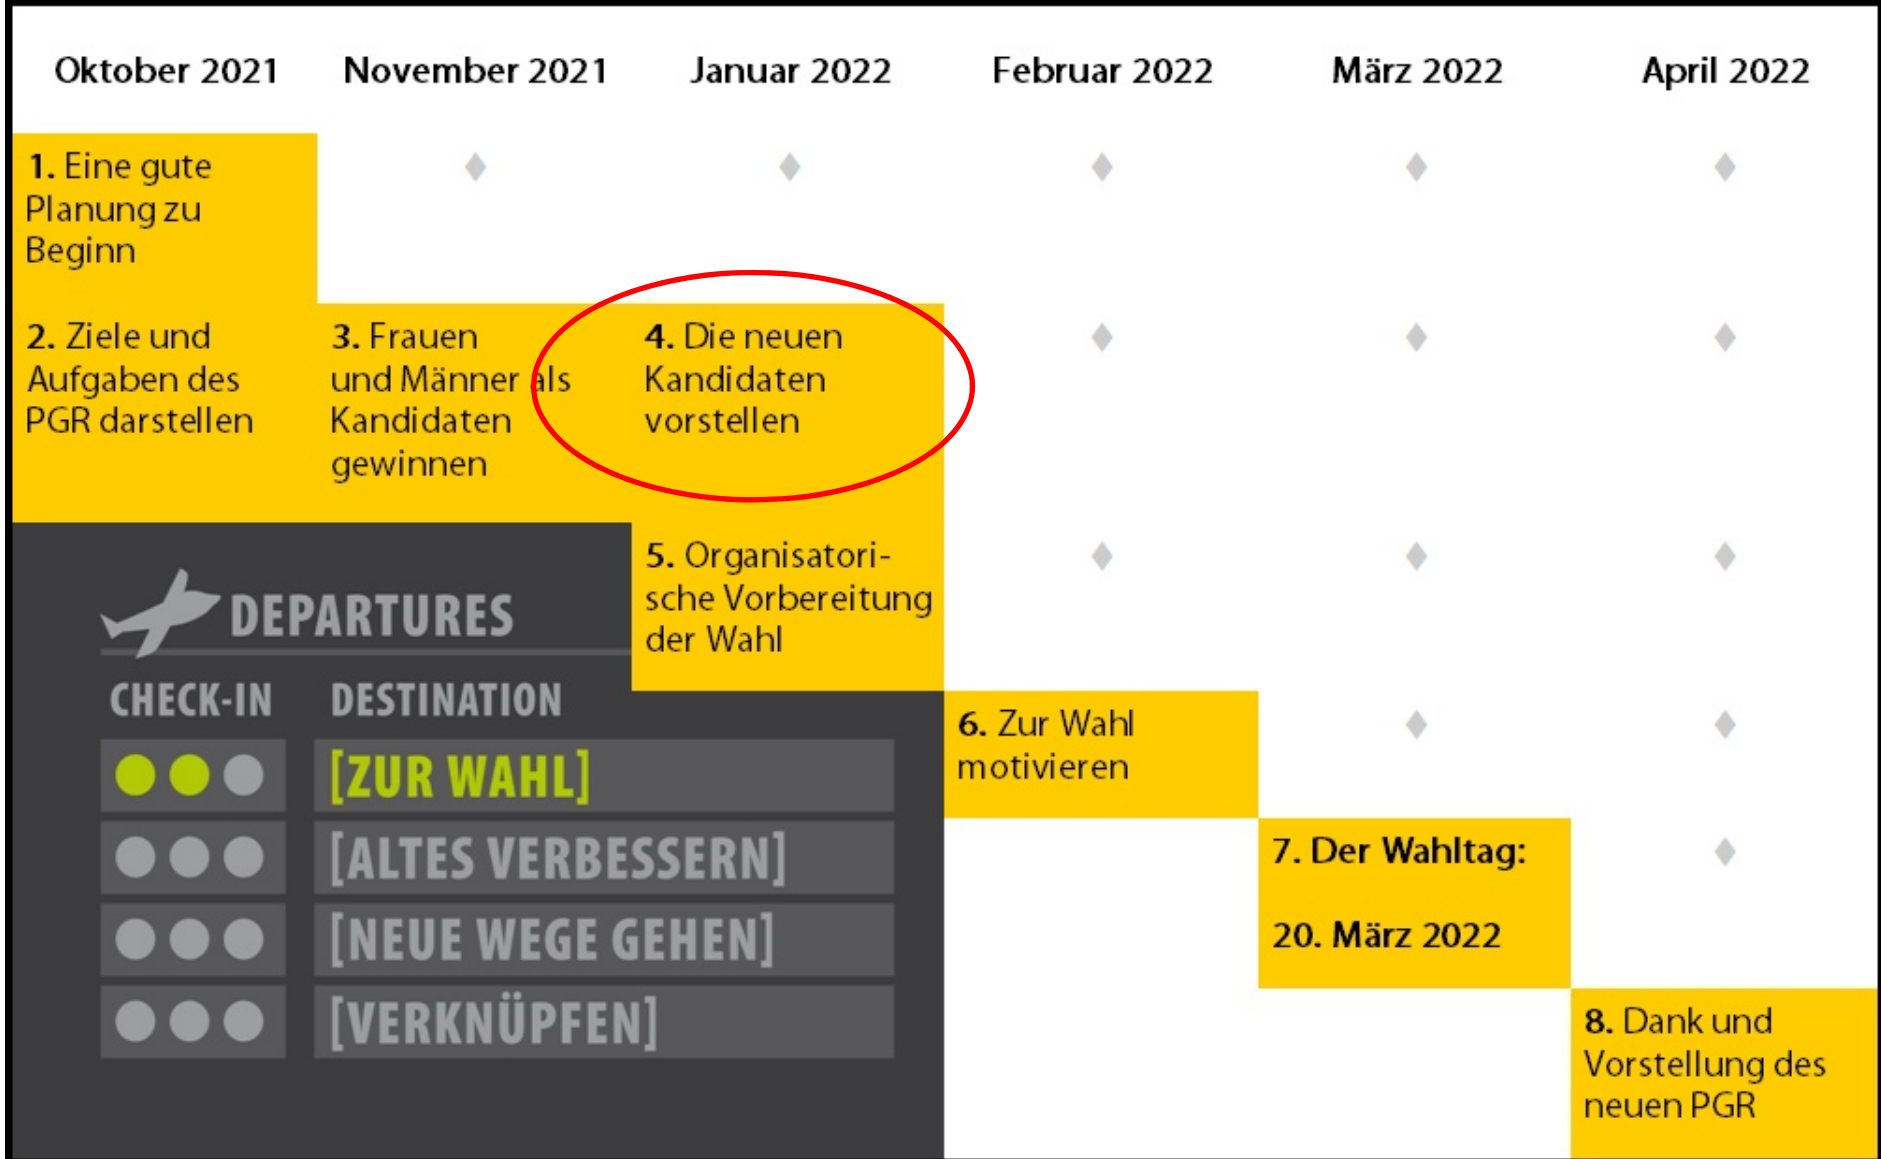 Oktober 2021
November 2021
Januar 2022
Februar 2022
März 2022
April 2022
1. Eine gute
Planung zu
Beginn
2. Ziele und
Aufgaben des
PGR darstellen
3. Frauen
und Männer als
Kandidaten
gewinnen
4. Die neuen
Kandidaten
vorstellen
5. Organisatori-
sche Vorbereitung
der Wahl
6. Zur Wahl
motivieren
7. Der Wahltag:
20. März 2022
8. Dank und
Vorstellung des
neuen PGR
DEPARTURES
CHECK-IN DESTINATION
[ZUR WAHL]
[ALTES VERBESSERN]
[NEUE WEGE GEHEN]
[VERKNÜPFEN]